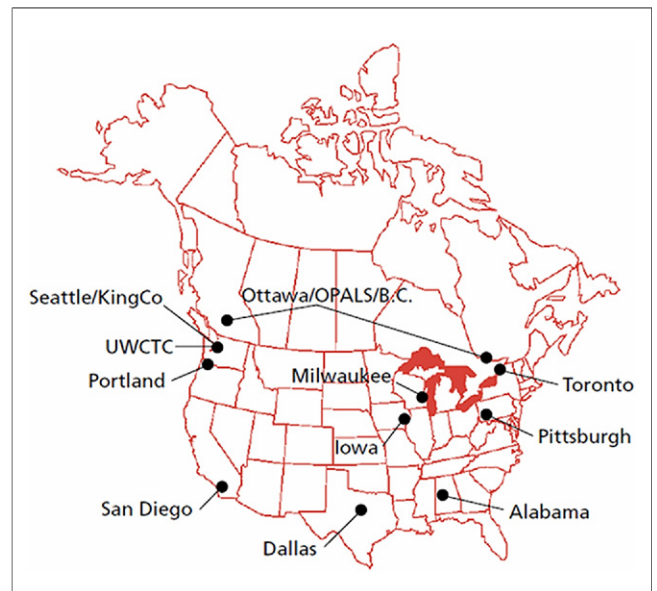 Seattle/KingCo
Ottawa/OPALS/B.C.
UWCTC
Portland
Milwaukee
Toronto
Iowa
Pittsburgh
San Diego
Alabama
Dallas